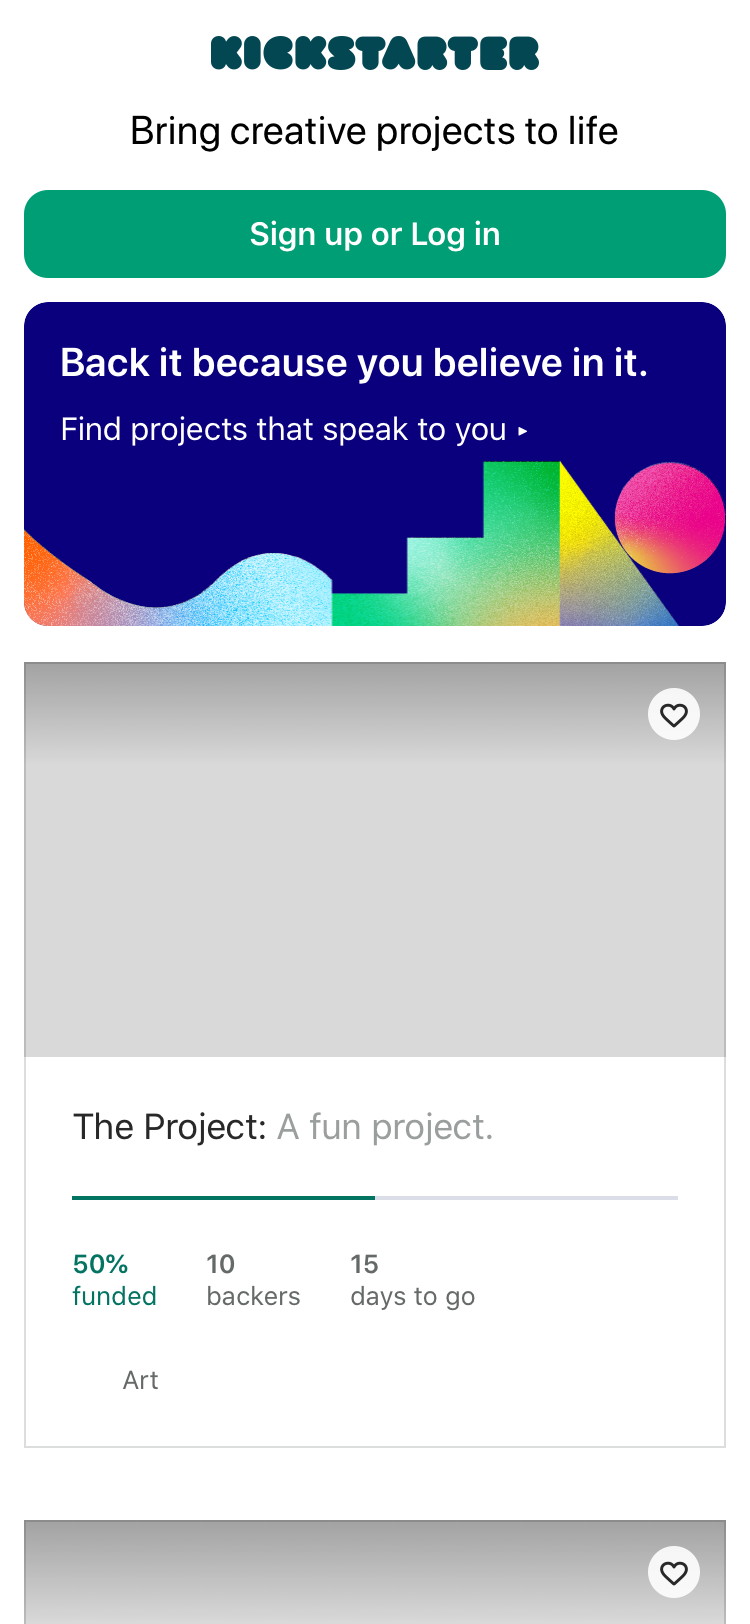 KICKSTARTER
Bring creative projects to life
Sign up or Log in
Back it because you believe in it.
Find projects that speak to you ▸
The Project: A fun project.
50% 10 15
funded backers days to go
Art